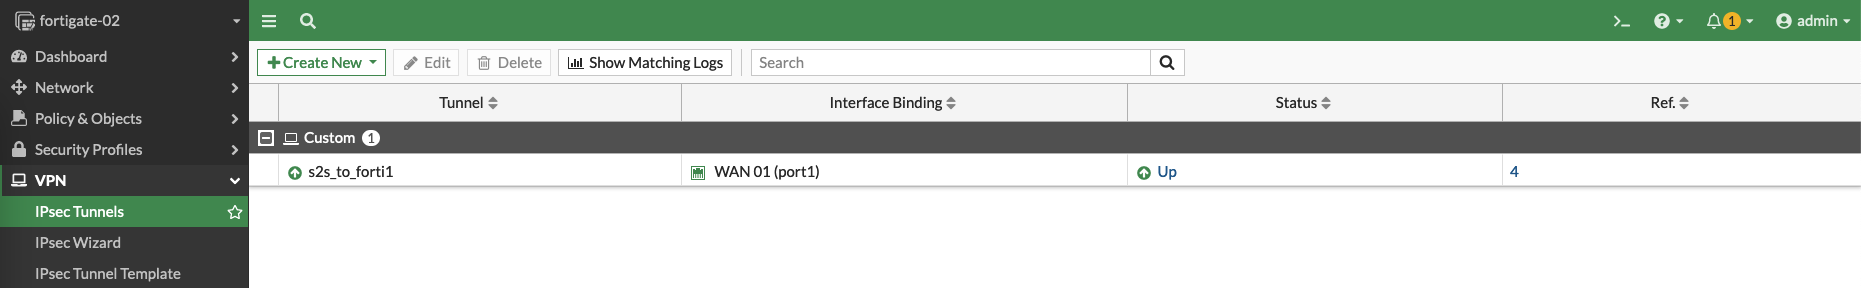 fortigate-02
>_ ? 1 admin
Dashboard
Network
Policy & Objects
Security Profiles
VPN
IPsec Tunnels
IPsec Wizard
IPsec Tunnel Template
+ Create New Edit Delete Show Matching Logs Search
Tunnel Interface Binding Status Ref.
Custom 1
s2s_to_forti1 WAN 01 (port1) Up 4